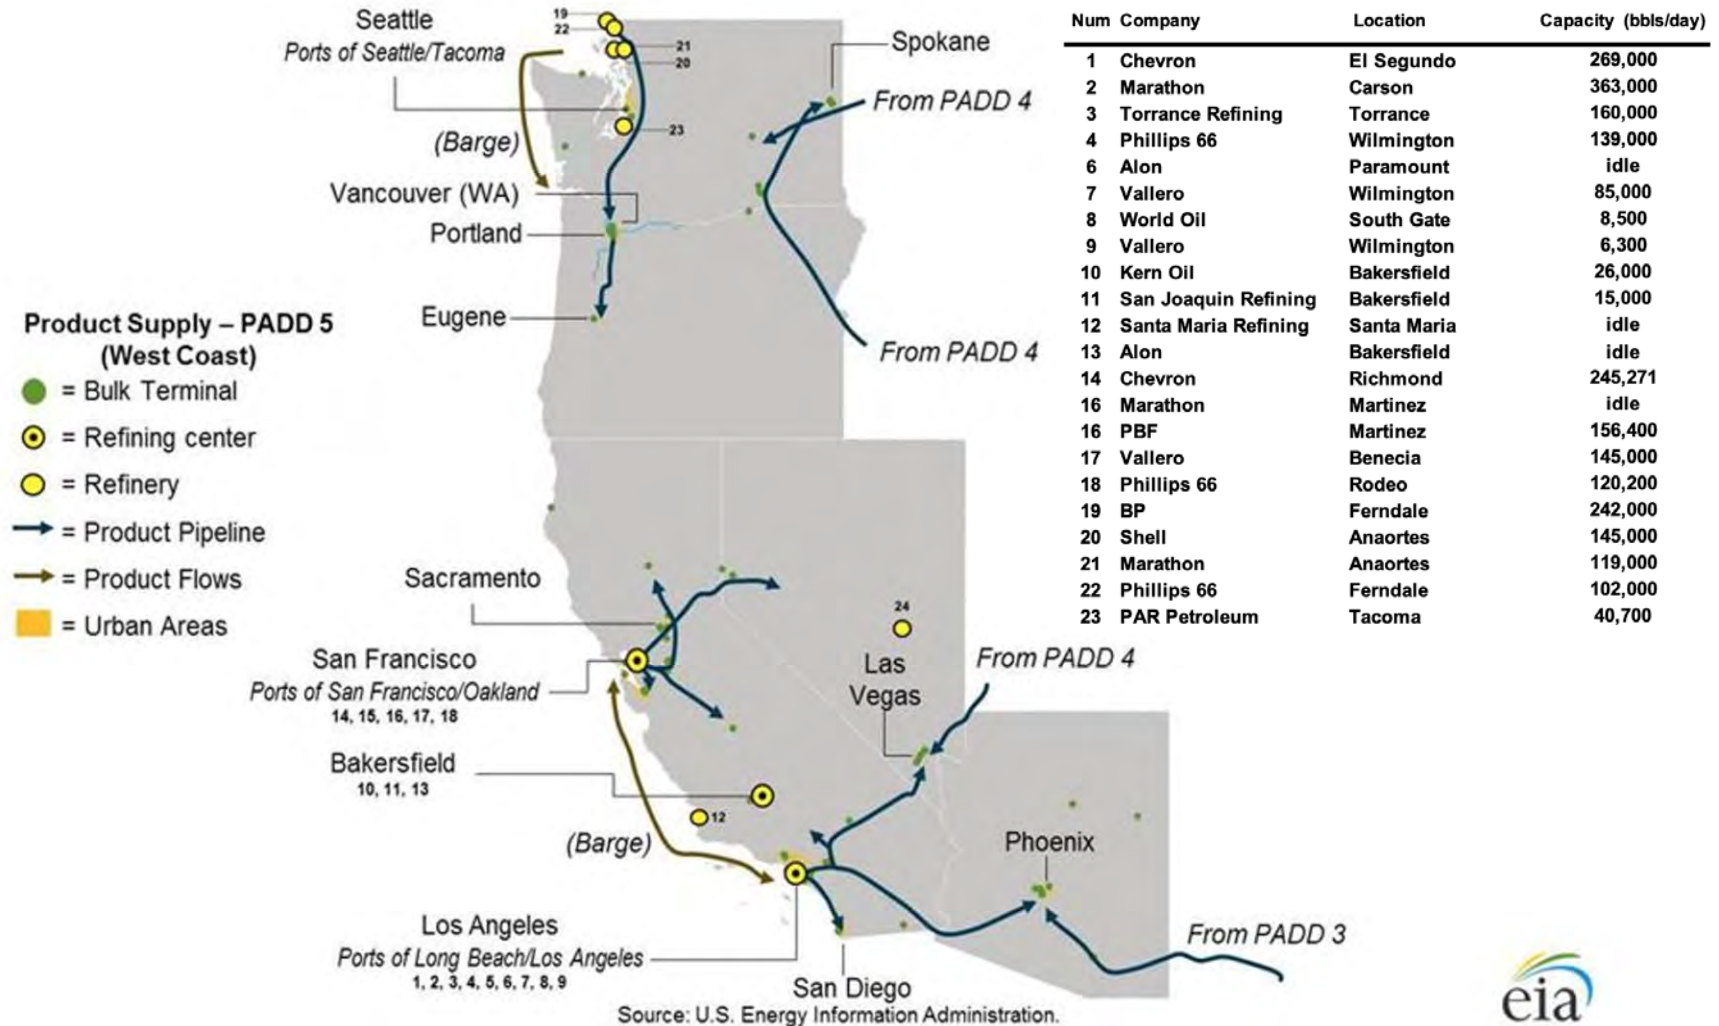 Seattle
Ports of Seattle/Tacoma
19
22
21
20
23
Spokane
From PADD 4
(Barge)
Vancouver (WA)
Portland
Eugene
From PADD 4
Product Supply – PADD 5
(West Coast)
= Bulk Terminal
= Refining center
= Refinery
= Product Pipeline
= Product Flows
= Urban Areas
Sacramento
San Francisco
Ports of San Francisco/Oakland
14, 15, 16, 17, 18
24
Las
Vegas
From PADD 4
Bakersfield
10, 11, 13
12
(Barge)
Phoenix
Los Angeles
Ports of Long Beach/Los Angeles
1, 2, 3, 4, 5, 6, 7, 8, 9
From PADD 3
San Diego
Source: U.S. Energy Information Administration.
eia
Num Company Location Capacity (bbls/day)
1 Chevron El Segundo 269,000
2 Marathon Carson 363,000
3 Torrance Refining Torrance 160,000
4 Phillips 66 Wilmington 139,000
6 Alon Paramount idle
7 Vallero Wilmington 85,000
8 World Oil South Gate 8,500
9 Vallero Wilmington 6,300
10 Kern Oil Bakersfield 26,000
11 San Joaquin Refining Bakersfield 15,000
12 Santa Maria Refining Santa Maria idle
13 Alon Bakersfield idle
14 Chevron Richmond 245,271
16 Marathon Martinez idle
16 PBF Martinez 156,400
17 Vallero Benecia 145,000
18 Phillips 66 Rodeo 120,200
19 BP Ferndale 242,000
20 Shell Anaortes 145,000
21 Marathon Anaortes 119,000
22 Phillips 66 Ferndale 102,000
23 PAR Petroleum Tacoma 40,700